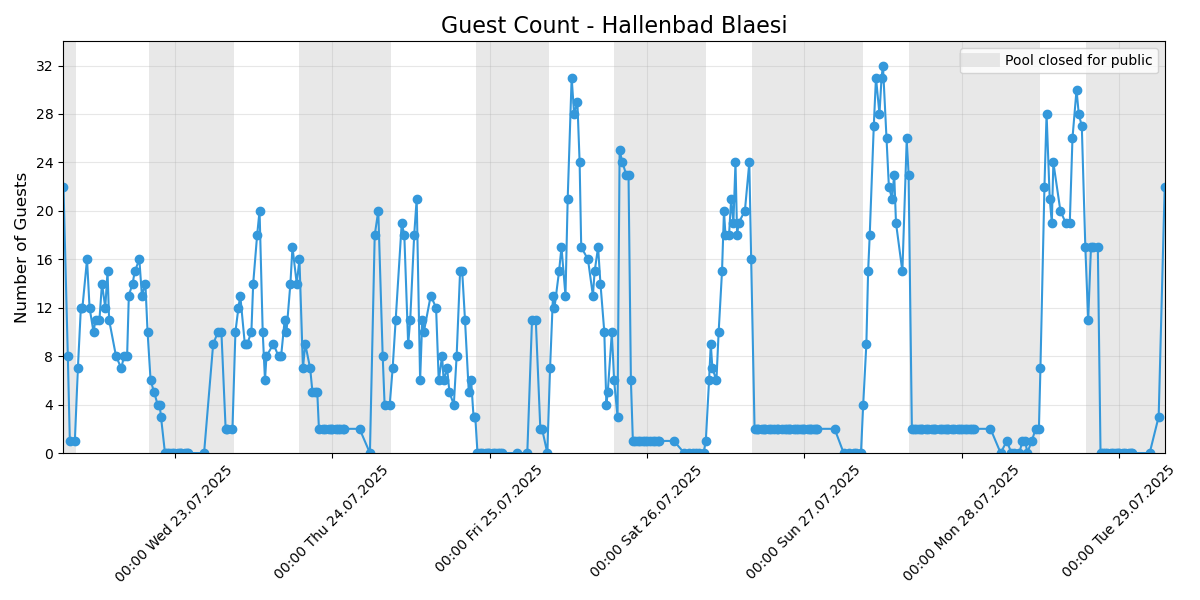 Guest Count - Hallenbad Blaesi
Pool closed for public
Number of Guests
32
28
24
20
16
12
8
4
0
00:00 Wed 23.07.2025
00:00 Thu 24.07.2025
00:00 Fri 25.07.2025
00:00 Sat 26.07.2025
00:00 Sun 27.07.2025
00:00 Mon 28.07.2025
00:00 Tue 29.07.2025